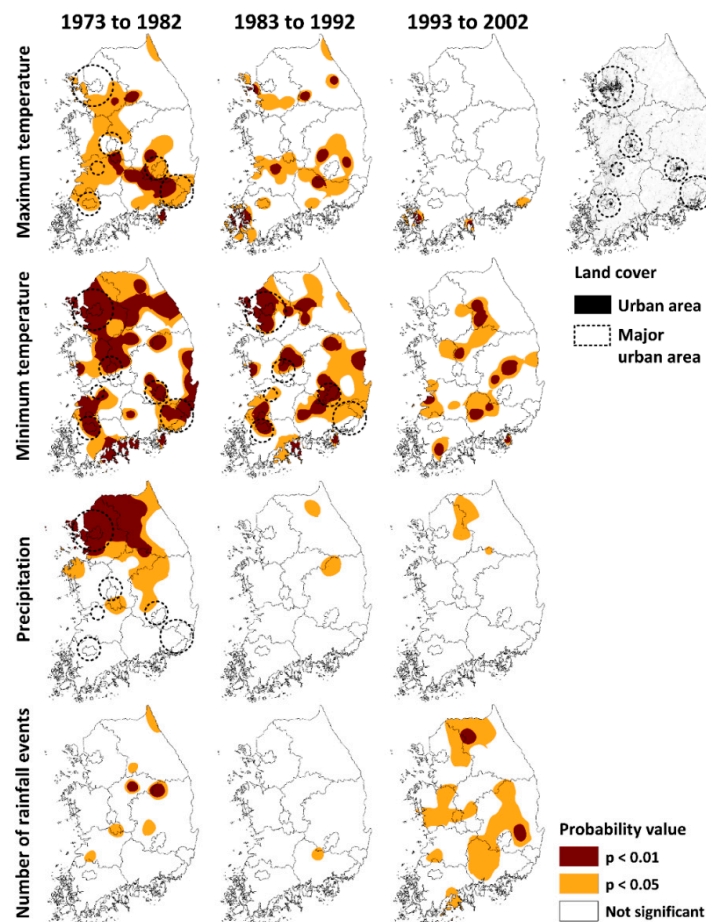 1973 to 1982
1983 to 1992
1993 to 2002
Maximum temperature
Land cover
Urban area
Major
urban area
Minimum temperature
Precipitation
Number of rainfall events
Probability value
p < 0.01
p < 0.05
Not significant